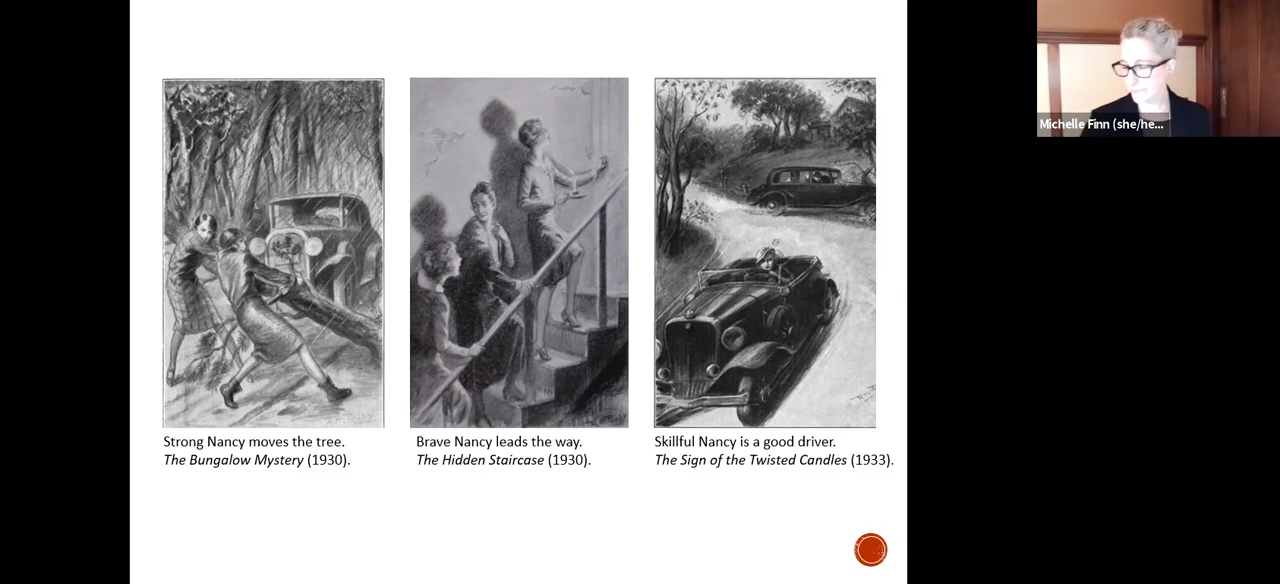 Michelle Finn (she/he...
Strong Nancy moves the tree.
The Bungalow Mystery (1930).
Brave Nancy leads the way.
The Hidden Staircase (1930).
Skillful Nancy is a good driver.
The Sign of the Twisted Candles (1933).